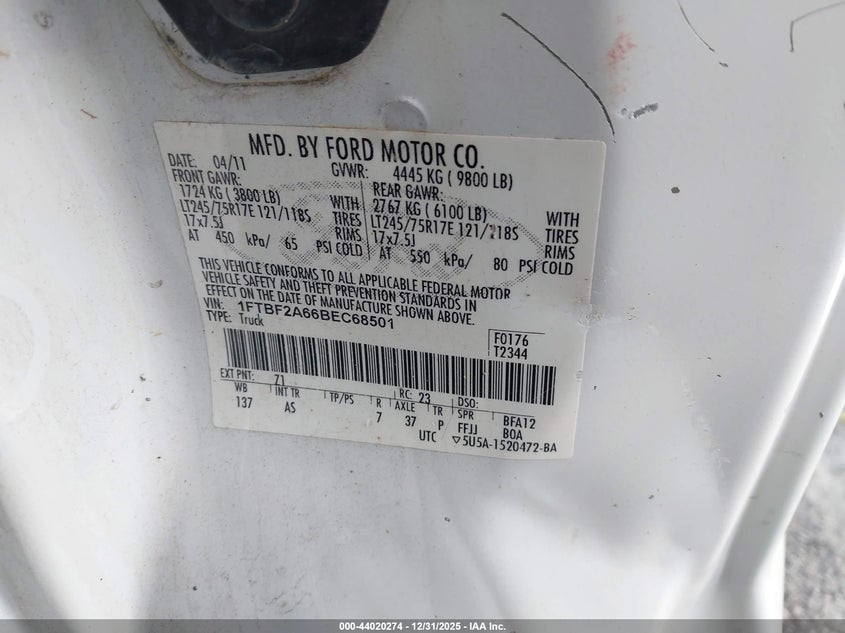 MFD. BY FORD MOTOR CO.
DATE: 04/11 GVWR: 4445 KG ( 9800 LB)
FRONT GAWR: REAR GAWR:
1724 KG ( 3800 LB) WITH 2767 KG ( 6100 LB) WITH
LT245/75R17E 121/118S TIRES LT245/75R17E 121/118S TIRES
17x7.5J RIMS 17x7.5J RIMS
AT 450 kPa/ 65 PSI COLD AT 550 kPa/ 80 PSI COLD
THIS VEHICLE CONFORMS TO ALL APPLICABLE FEDERAL MOTOR
VEHICLE SAFETY AND THEFT PREVENTION STANDARDS IN
EFFECT ON THE DATE OF MANUFACTURE SHOWN ABOVE.
VIN: 1FTBF2A66BEC68501
TYPE: Truck
F0176
T2344
EXT PNT: 71 RC: 23 DSO:
WB INT TR TP/PS R AXLE TR SPR BFA12
137 AS 7 37 P FFJJ BOA
UTC ▽5U5A-1520472-BA
000-44020274 - 12/31/2025 - IAA Inc.